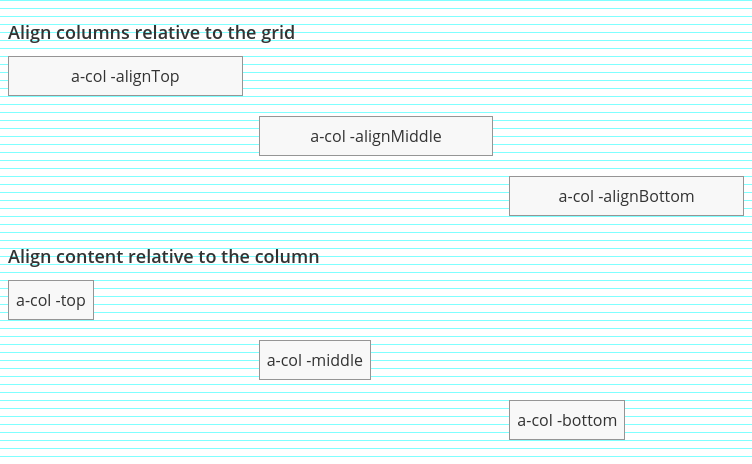 Align columns relative to the grid
a-col -alignTop
a-col -alignMiddle
a-col -alignBottom
Align content relative to the column
a-col -top
a-col -middle
a-col -bottom